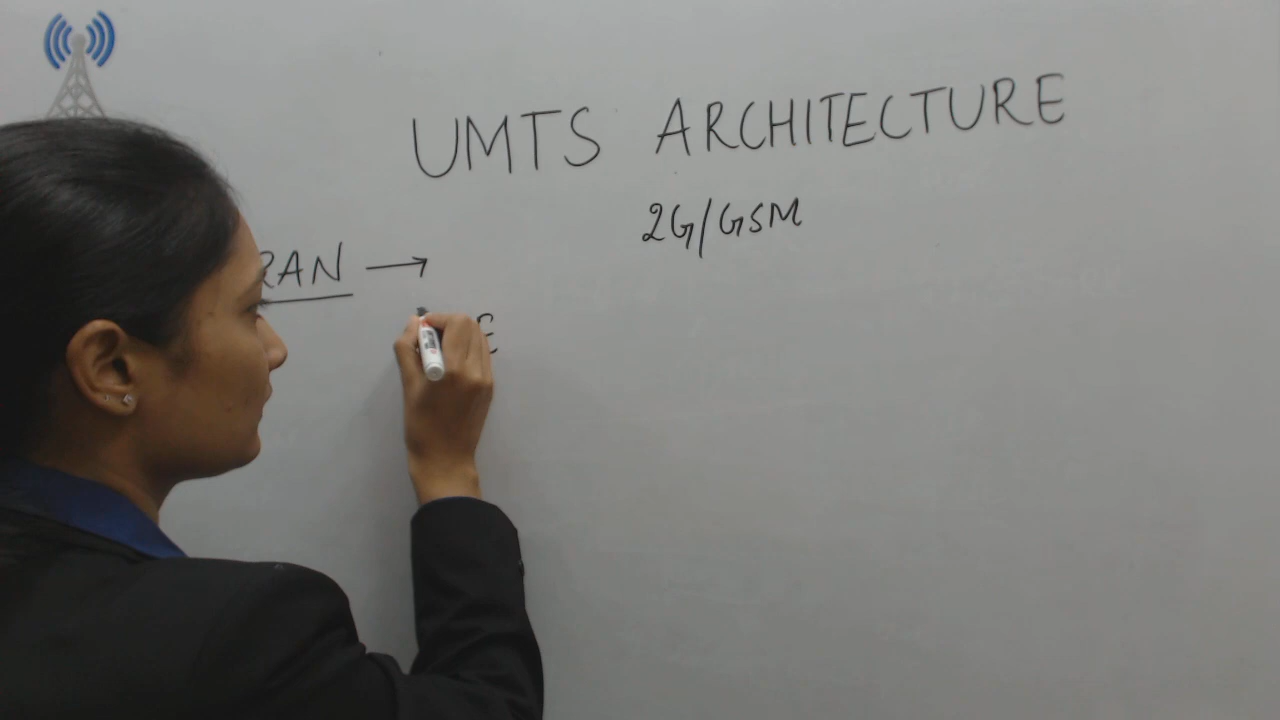 UMTS ARCHITECTURE
2G/GSM
RAN →